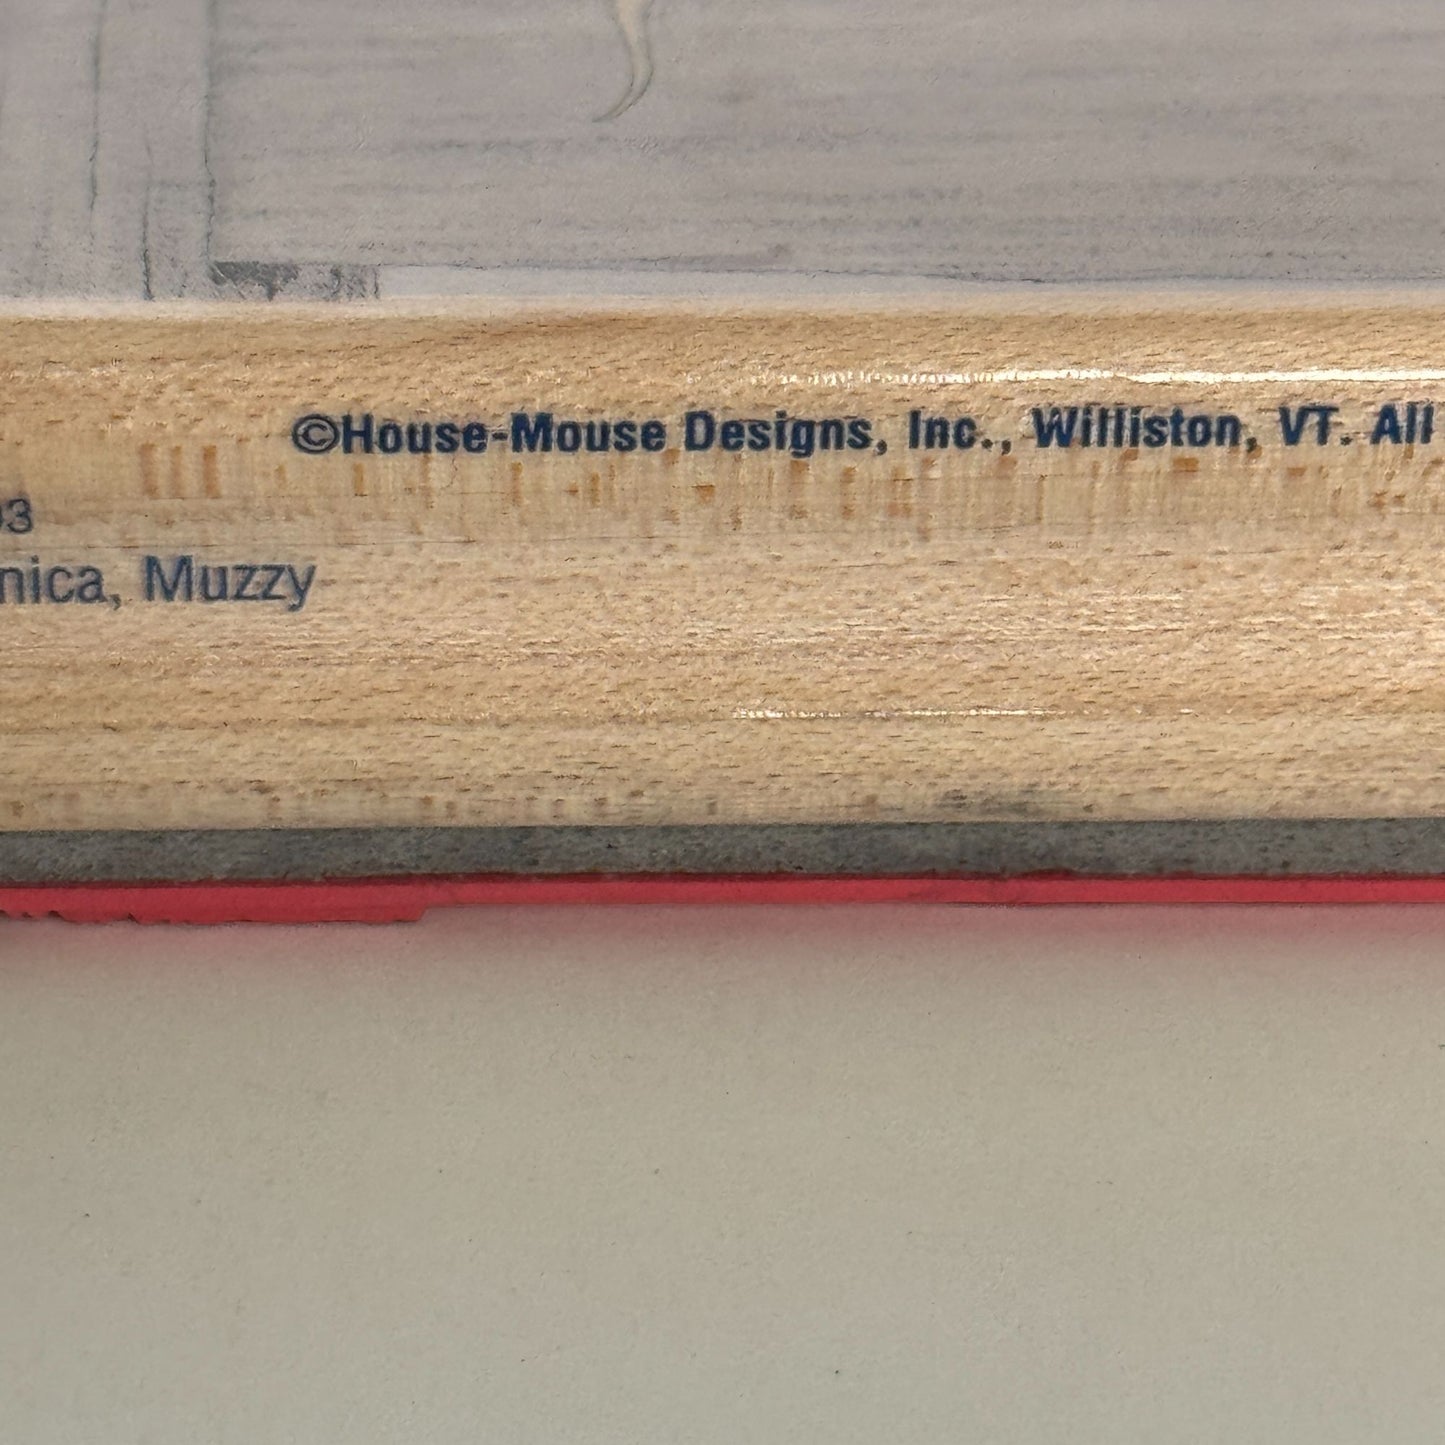 ©House-Mouse Designs, Inc., Williston, VT. All
03
nica, Muzzy